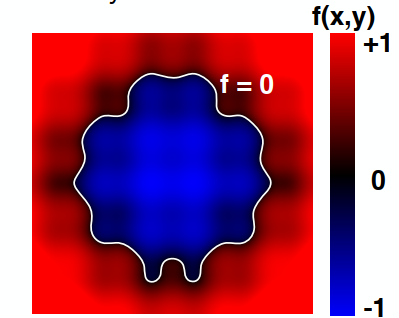 f(x,y)
+1
f = 0
0
-1